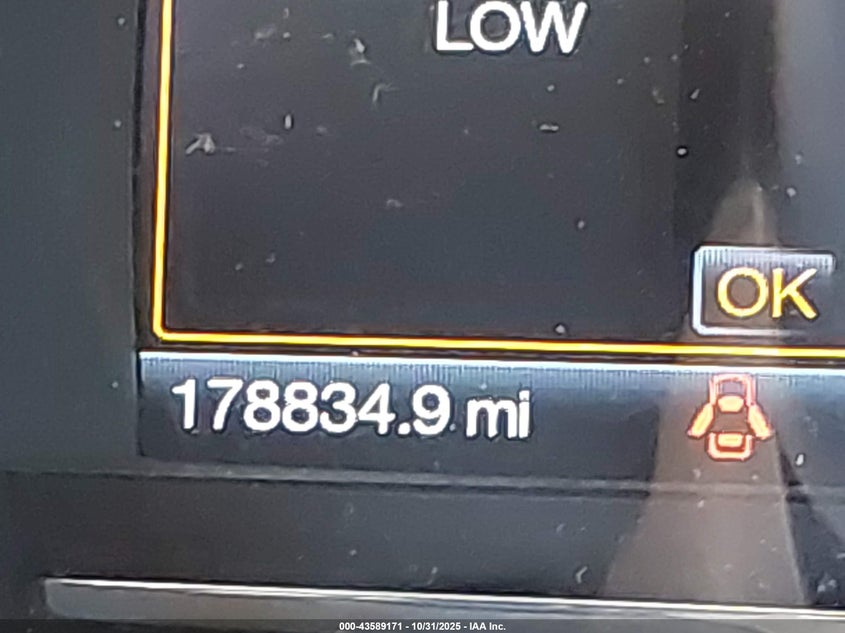 LOW
OK
178834.9 mi
000-43589171 - 10/31/2025 - IAA Inc.